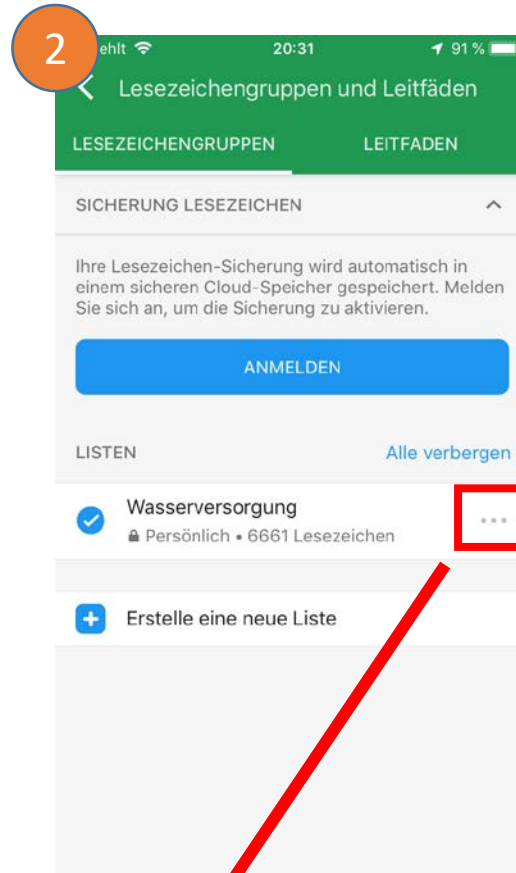 2
ehlt 20:31 91 %
Lesezeichengruppen und Leitfäden
LESEZEICHENGRUPPEN LEITFADEN
SICHERUNG LESEZEICHEN
Ihre Lesezeichen-Sicherung wird automatisch in
einem sicheren Cloud-Speicher gespeichert. Melden
Sie sich an, um die Sicherung zu aktivieren.
ANMELDEN
LISTEN Alle verbergen
Wasserversorgung
Persönlich • 6661 Lesezeichen
Erstelle eine neue Liste